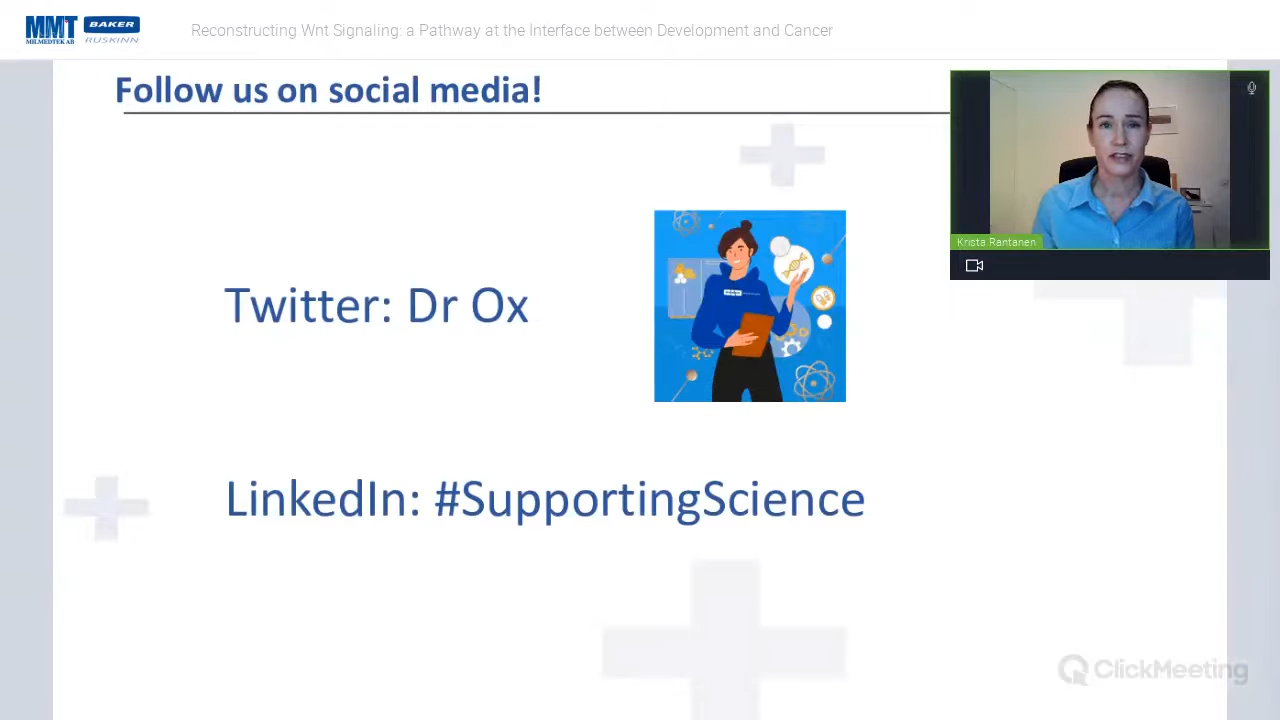 MMT
MILMEDTEK AB
BAKER
RUSKINN
Reconstructing Wnt Signaling: a Pathway at the Interface between Development and Cancer
Follow us on social media!
Krista Rantanen
Twitter: Dr Ox
LinkedIn: #SupportingScience
ClickMeeting